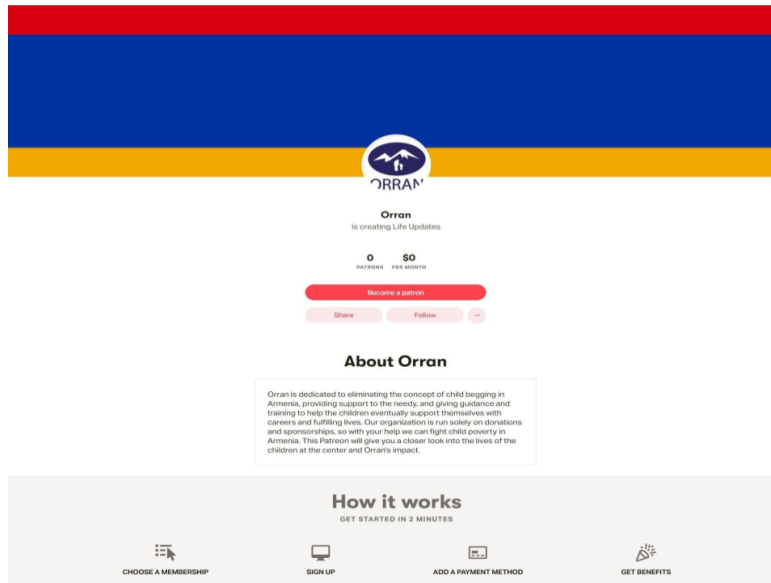 ORRAN
Orran
is creating Life Updates
0 $0
PATRONS PER MONTH
Become a patron
Share Follow
About Orran
Orran is dedicated to eliminating the concept of child begging in
Armenia, providing support to the needy, and giving guidance and
training to help the children eventually support themselves with
careers and fulfilling lives. Our organization is run solely on donations
and sponsorships, so with your help we can fight child poverty in
Armenia. This Patreon will give you a closer look into the lives of the
children at the center and Orran's impact.
How it works
GET STARTED IN 2 MINUTES
CHOOSE A MEMBERSHIP SIGN UP ADD A PAYMENT METHOD GET BENEFITS